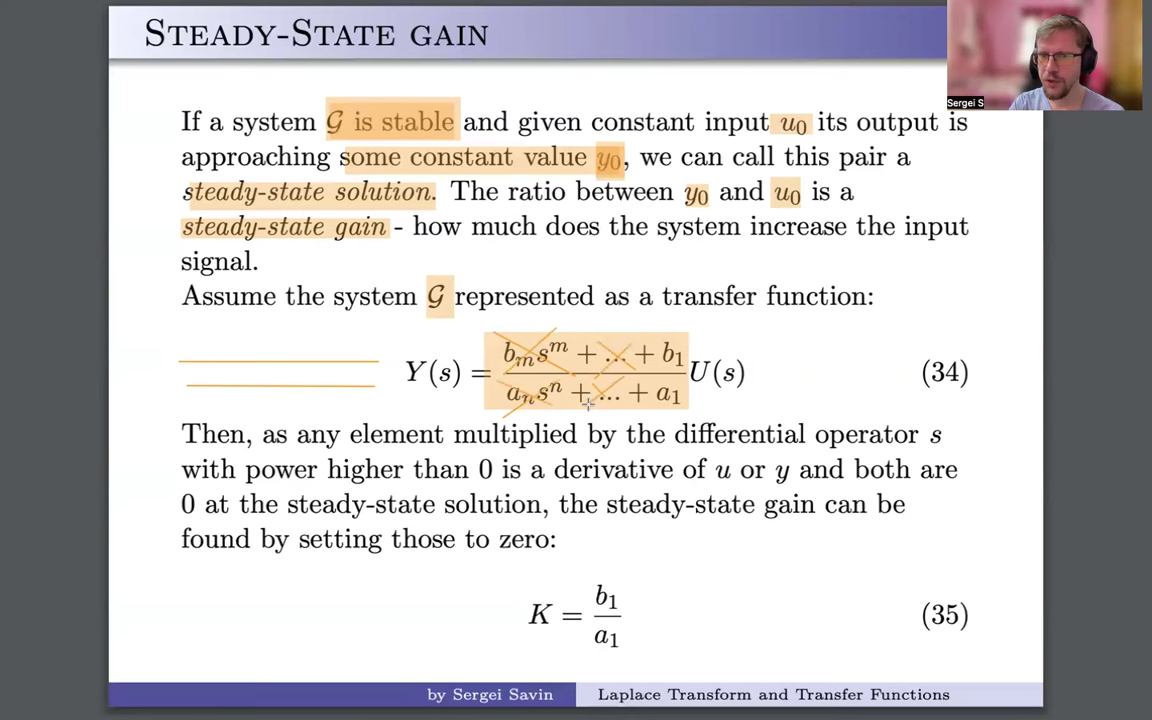 STEADY-STATE GAIN
Sergei S
If a system 𝒢 is stable and given constant input u₀ its output is
approaching some constant value y₀, we can call this pair a
steady-state solution. The ratio between y₀ and u₀ is a
steady-state gain - how much does the system increase the input
signal.
Assume the system 𝒢 represented as a transfer function:
Y(s) = (bₘsᵐ + ... + b₁)/(aₙsⁿ + ... + a₁) U(s) (34)
Then, as any element multiplied by the differential operator s
with power higher than 0 is a derivative of u or y and both are
0 at the steady-state solution, the steady-state gain can be
found by setting those to zero:
K = b₁/a₁ (35)
by Sergei Savin Laplace Transform and Transfer Functions